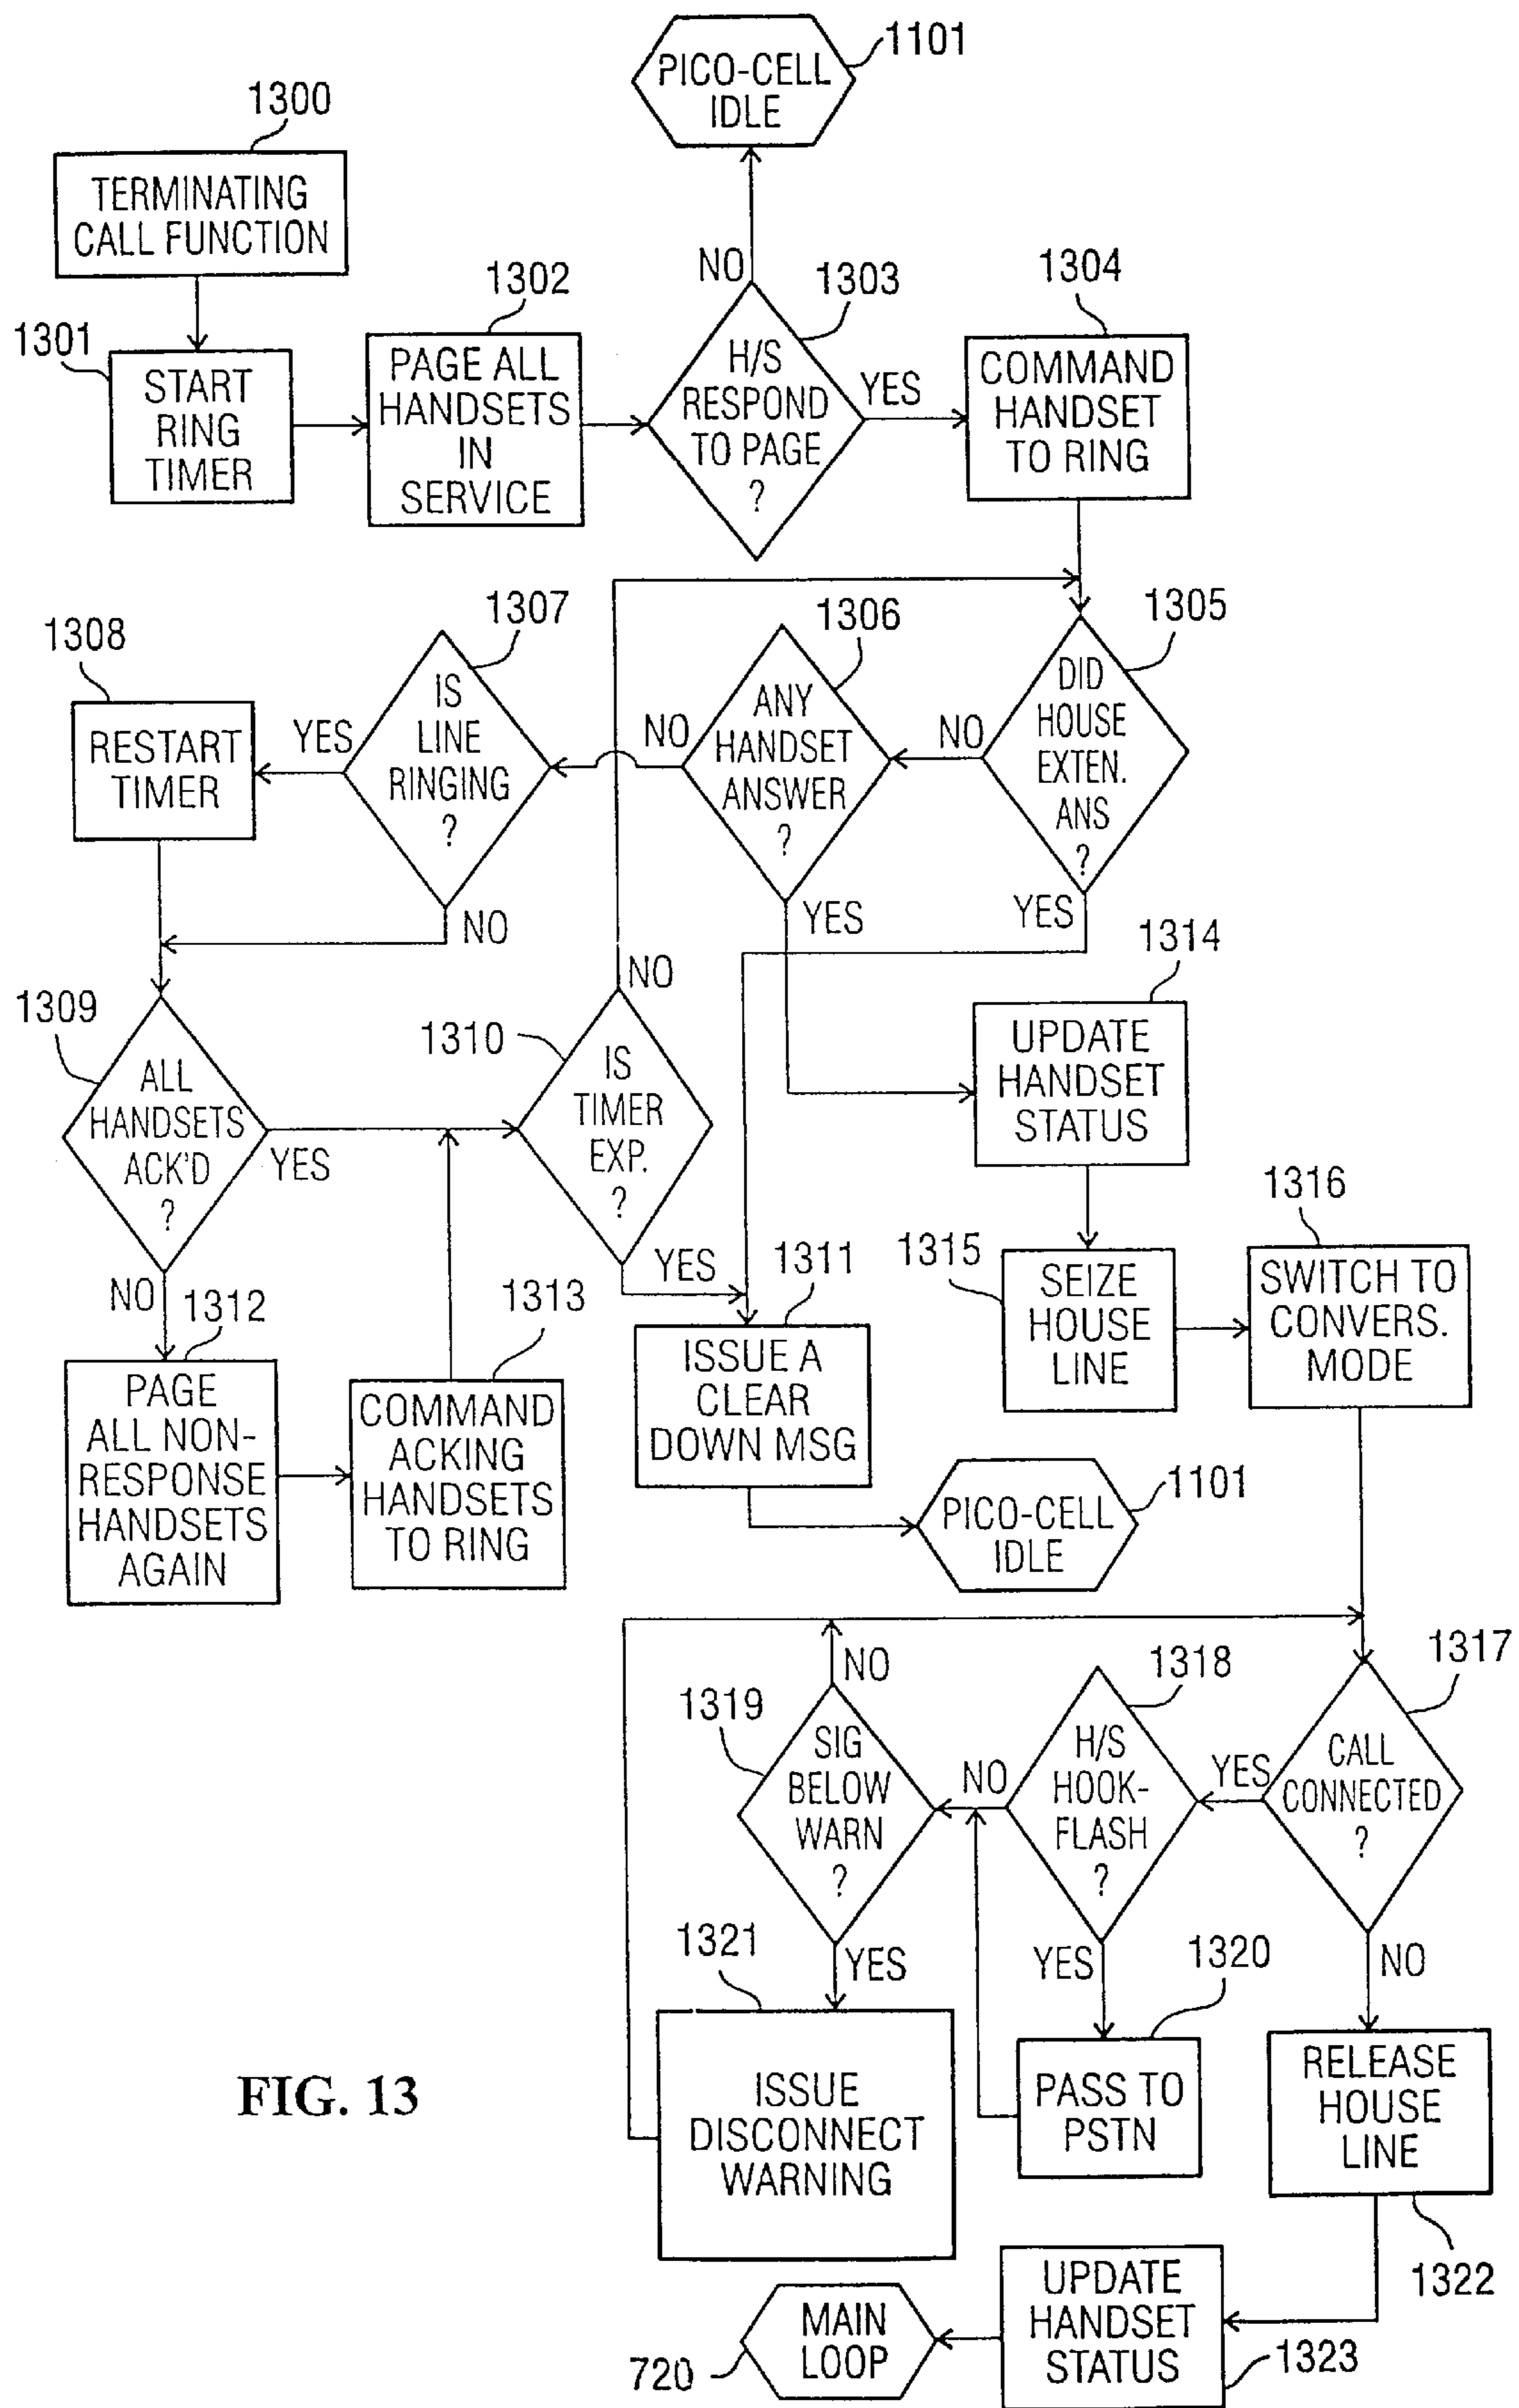 1101
PICO-CELL
IDLE
1300
TERMINATING
CALL FUNCTION
NO
1301
START
RING
TIMER
1302
PAGE ALL
HANDSETS
IN
SERVICE
1303
H/S
RESPOND
TO PAGE
?
YES
1304
COMMAND
HANDSET
TO RING
1308
RESTART
TIMER
YES
1307
IS
LINE
RINGING
?
NO
NO
1306
ANY
HANDSET
ANSWER
?
YES
NO
1305
DID
HOUSE
EXTEN.
ANS
?
YES
1309
ALL
HANDSETS
ACK'D
?
YES
NO
1310
IS
TIMER
EXP.
?
NO
YES
1314
UPDATE
HANDSET
STATUS
1315
SEIZE
HOUSE
LINE
1316
SWITCH TO
CONVERS.
MODE
1312
PAGE
ALL NON-
RESPONSE
HANDSETS
AGAIN
1313
COMMAND
ACKING
HANDSETS
TO RING
1311
ISSUE A
CLEAR
DOWN MSG
1101
PICO-CELL
IDLE
NO
1319
SIG
BELOW
WARN
?
YES
NO
1318
H/S
HOOK-
FLASH
?
YES
YES
1317
CALL
CONNECTED
?
NO
1321
ISSUE
DISCONNECT
WARNING
1320
PASS TO
PSTN
RELEASE
HOUSE
LINE
1322
FIG. 13
MAIN
LOOP
720
UPDATE
HANDSET
STATUS
1323